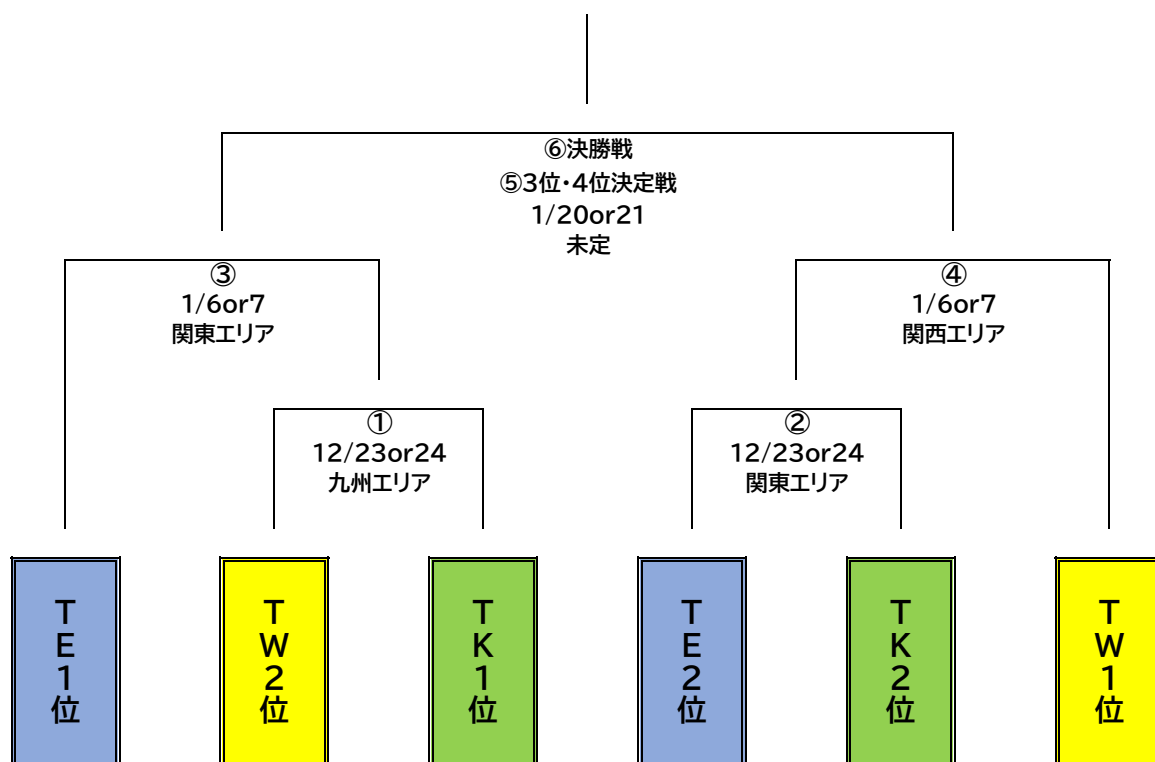 ⑥決勝戦
⑤3位・4位決定戦
1/20or21
未定
③
1/6or7
関東エリア
④
1/6or7
関西エリア
①
12/23or24
九州エリア
②
12/23or24
関東エリア
TE1位
TW2位
TK1位
TE2位
TK2位
TW1位